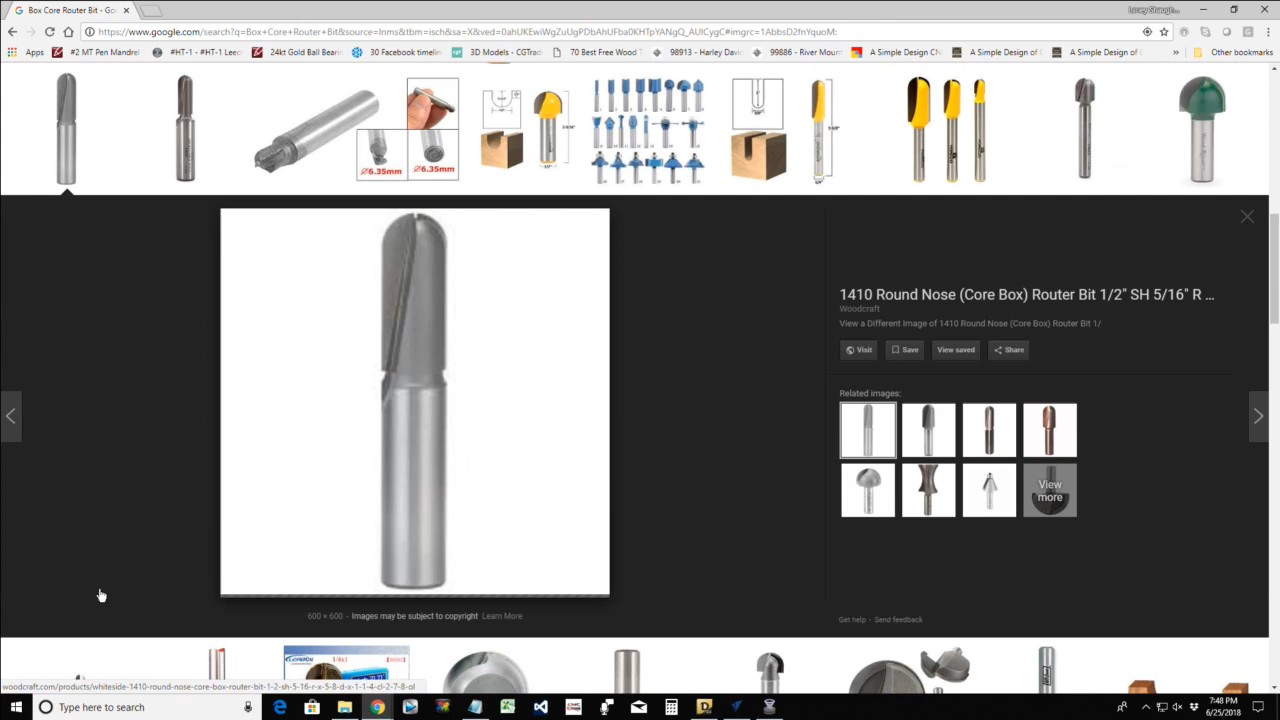 Box Core Router Bit - Go
Lacey Shaugh...
https://www.google.com/search?q=Box+Core+Router+Bit&source=lnms&tbm=isch&sa=X&ved=0ahUKEwiWgZuUgPDbAhUFba0KHTpYANgQ_AUICygC#imgrc=1AbbsD2fnYquoM:
Apps
#2 MT Pen Mandrel
#HT-1 - #HT-1 Leec
24kt Gold Ball Bearin
30 Facebook timeline
3D Models - CGTrad
70 Best Free Wood T
98913 - Harley David
99886 - River Mount
A Simple Design CN
A Simple Design of C
A Simple Design of C
»
Other bookmarks
Ø6.35mm
Ø6.35mm
1410 Round Nose (Core Box) Router Bit 1/2" SH 5/16" R ...
Woodcraft
View a Different Image of 1410 Round Nose (Core Box) Router Bit 1/
Visit
Save
View saved
Share
Related images:
View more
600 × 600 - Images may be subject to copyright Learn More
Get help - Send feedback
woodcraft.com/products/whiteside-1410-round-nose-core-box-router-bit-1-2-sh-5-16-r-x-5-8-d-x-1-1-4-cl-2-7-8-ol
Type here to search
7:48 PM
6/25/2018